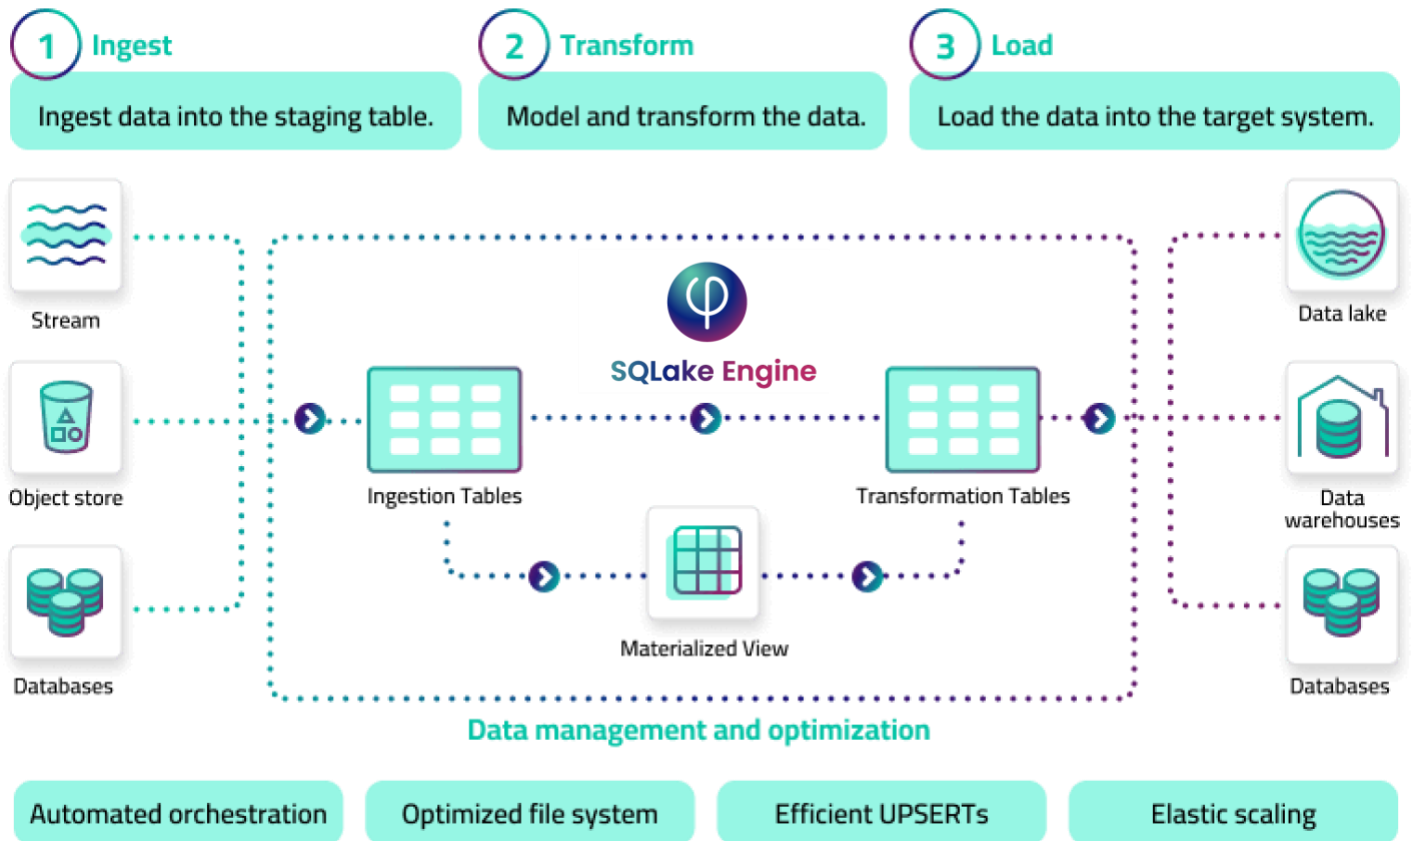 1 Ingest
Ingest data into the staging table.
2 Transform
Model and transform the data.
3 Load
Load the data into the target system.
Stream
Object store
Databases
SQLake Engine
Ingestion Tables
Transformation Tables
Materialized View
Data lake
Data
warehouses
Databases
Data management and optimization
Automated orchestration
Optimized file system
Efficient UPSERTs
Elastic scaling